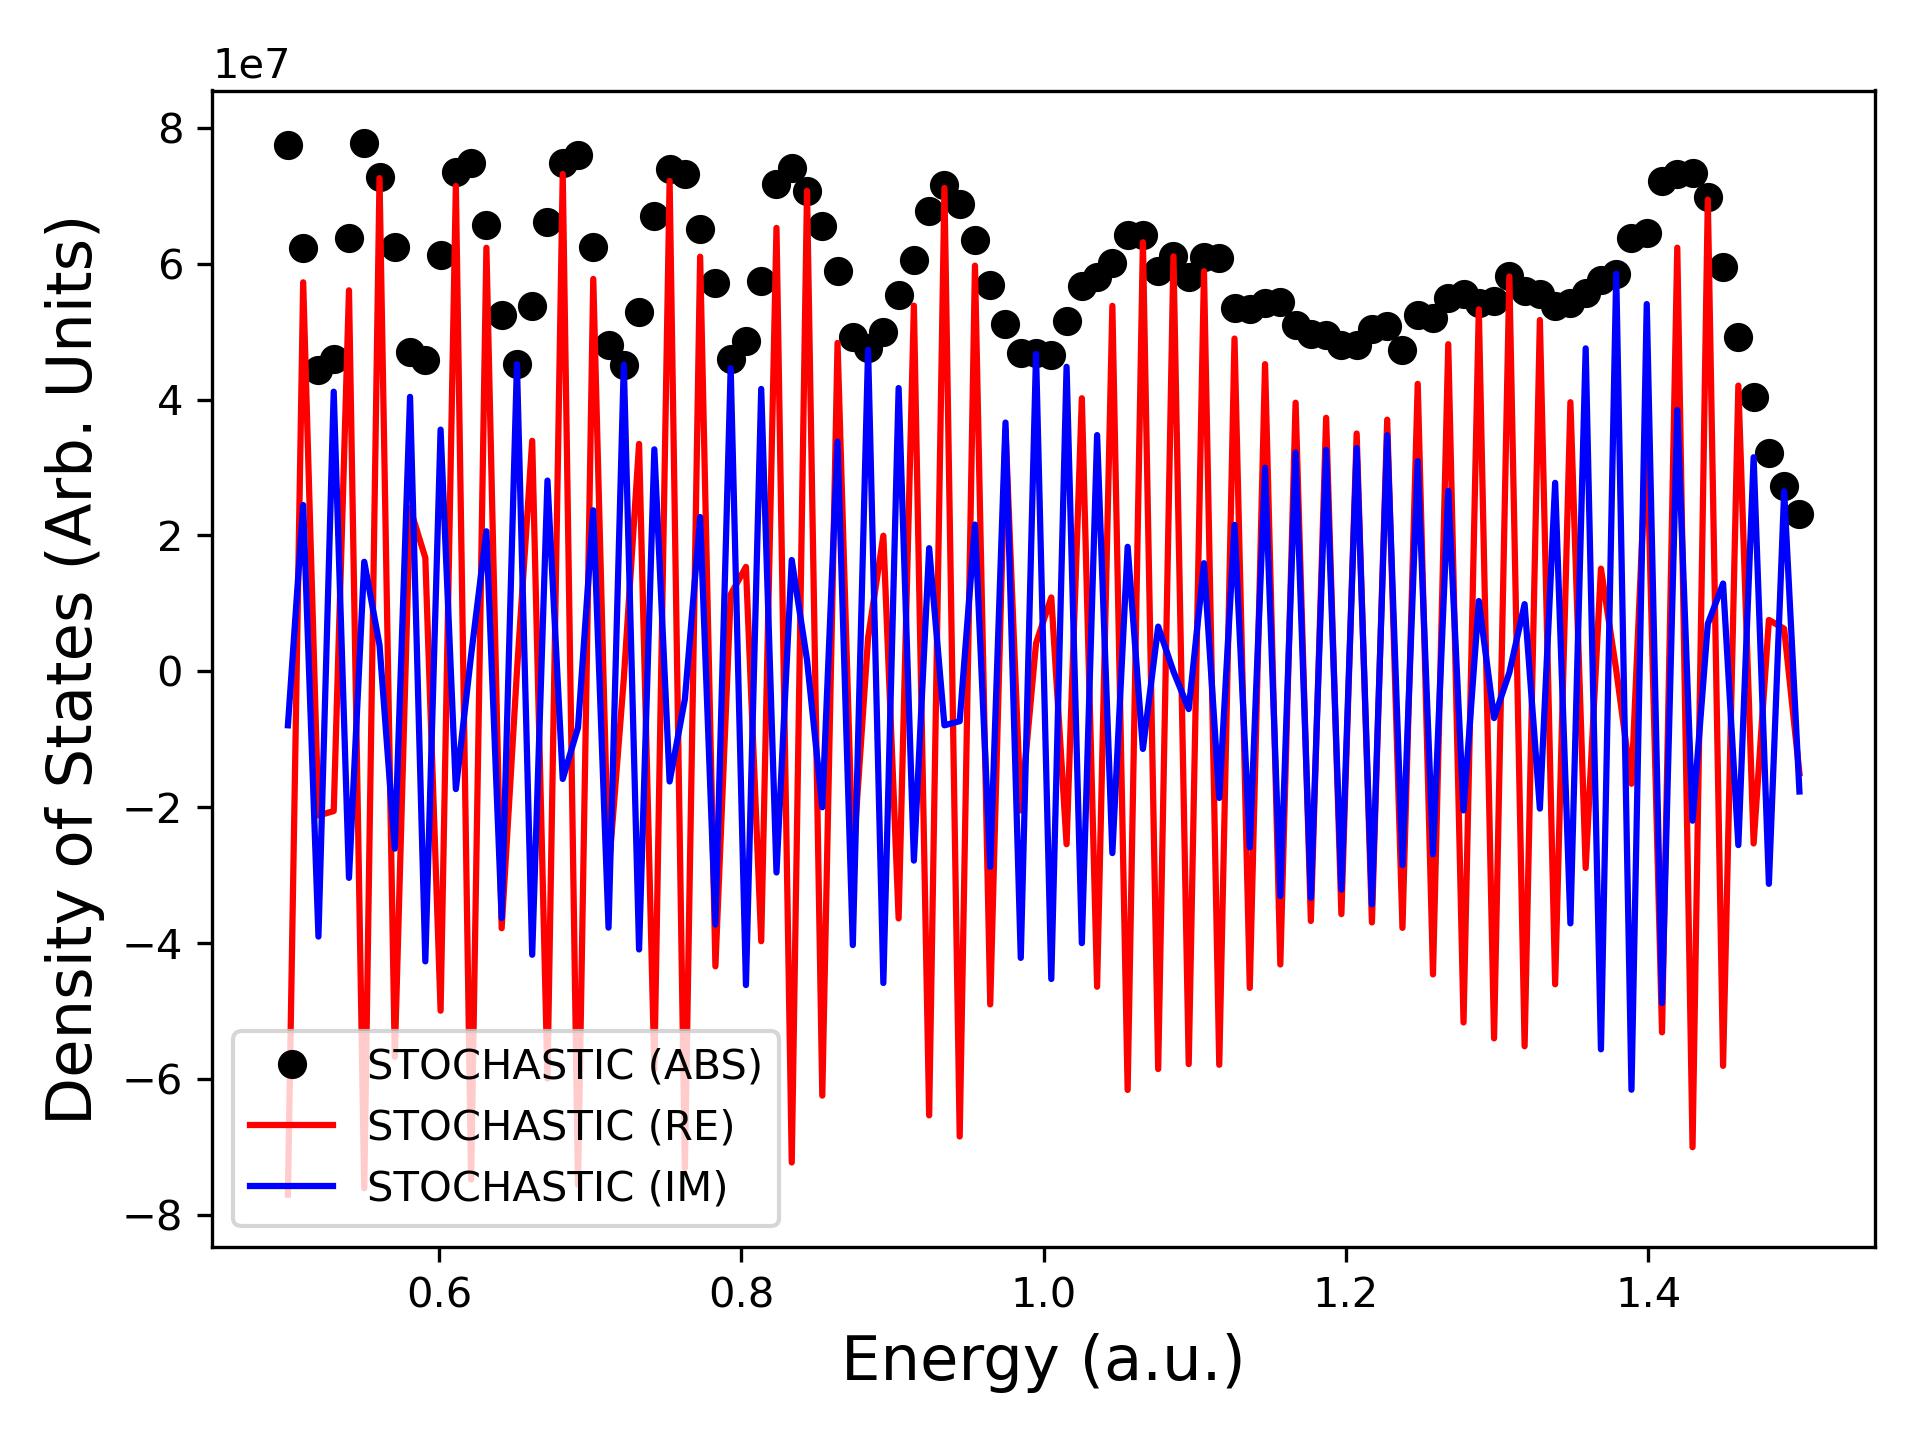 1e7
8
6
4
2
0
−2
−4
−6
−8
Density of States (Arb. Units)
STOCHASTIC (ABS)
STOCHASTIC (RE)
STOCHASTIC (IM)
0.6 0.8 1.0 1.2 1.4
Energy (a.u.)